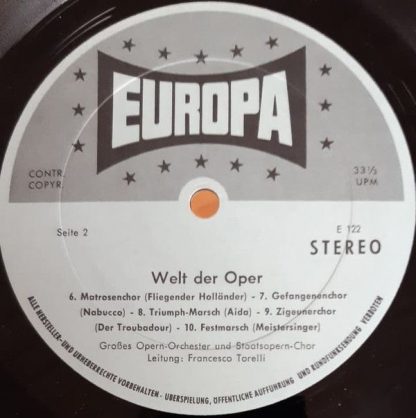 EUROPA
CONTR. COPYR.
33⅓ UPM
Seite 2
E 122
STEREO
Welt der Oper
6. Matrosenchor (Fliegender Holländer) - 7. Gefangenenchor
(Nabucco) - 8. Triumph-Marsch (Aida) - 9. Zigeunerchor
(Der Troubadour) - 10. Festmarsch (Meistersinger)
Großes Opern-Orchester und Staatsopern-Chor
Leitung: Francesco Torelli
ALLE HERSTELLER- UND URHEBERRECHTE VORBEHALTEN - ÜBERSPIELUNG, ÖFFENTLICHE AUFFÜHRUNG UND RUNDFUNKSENDUNG VERBOTEN